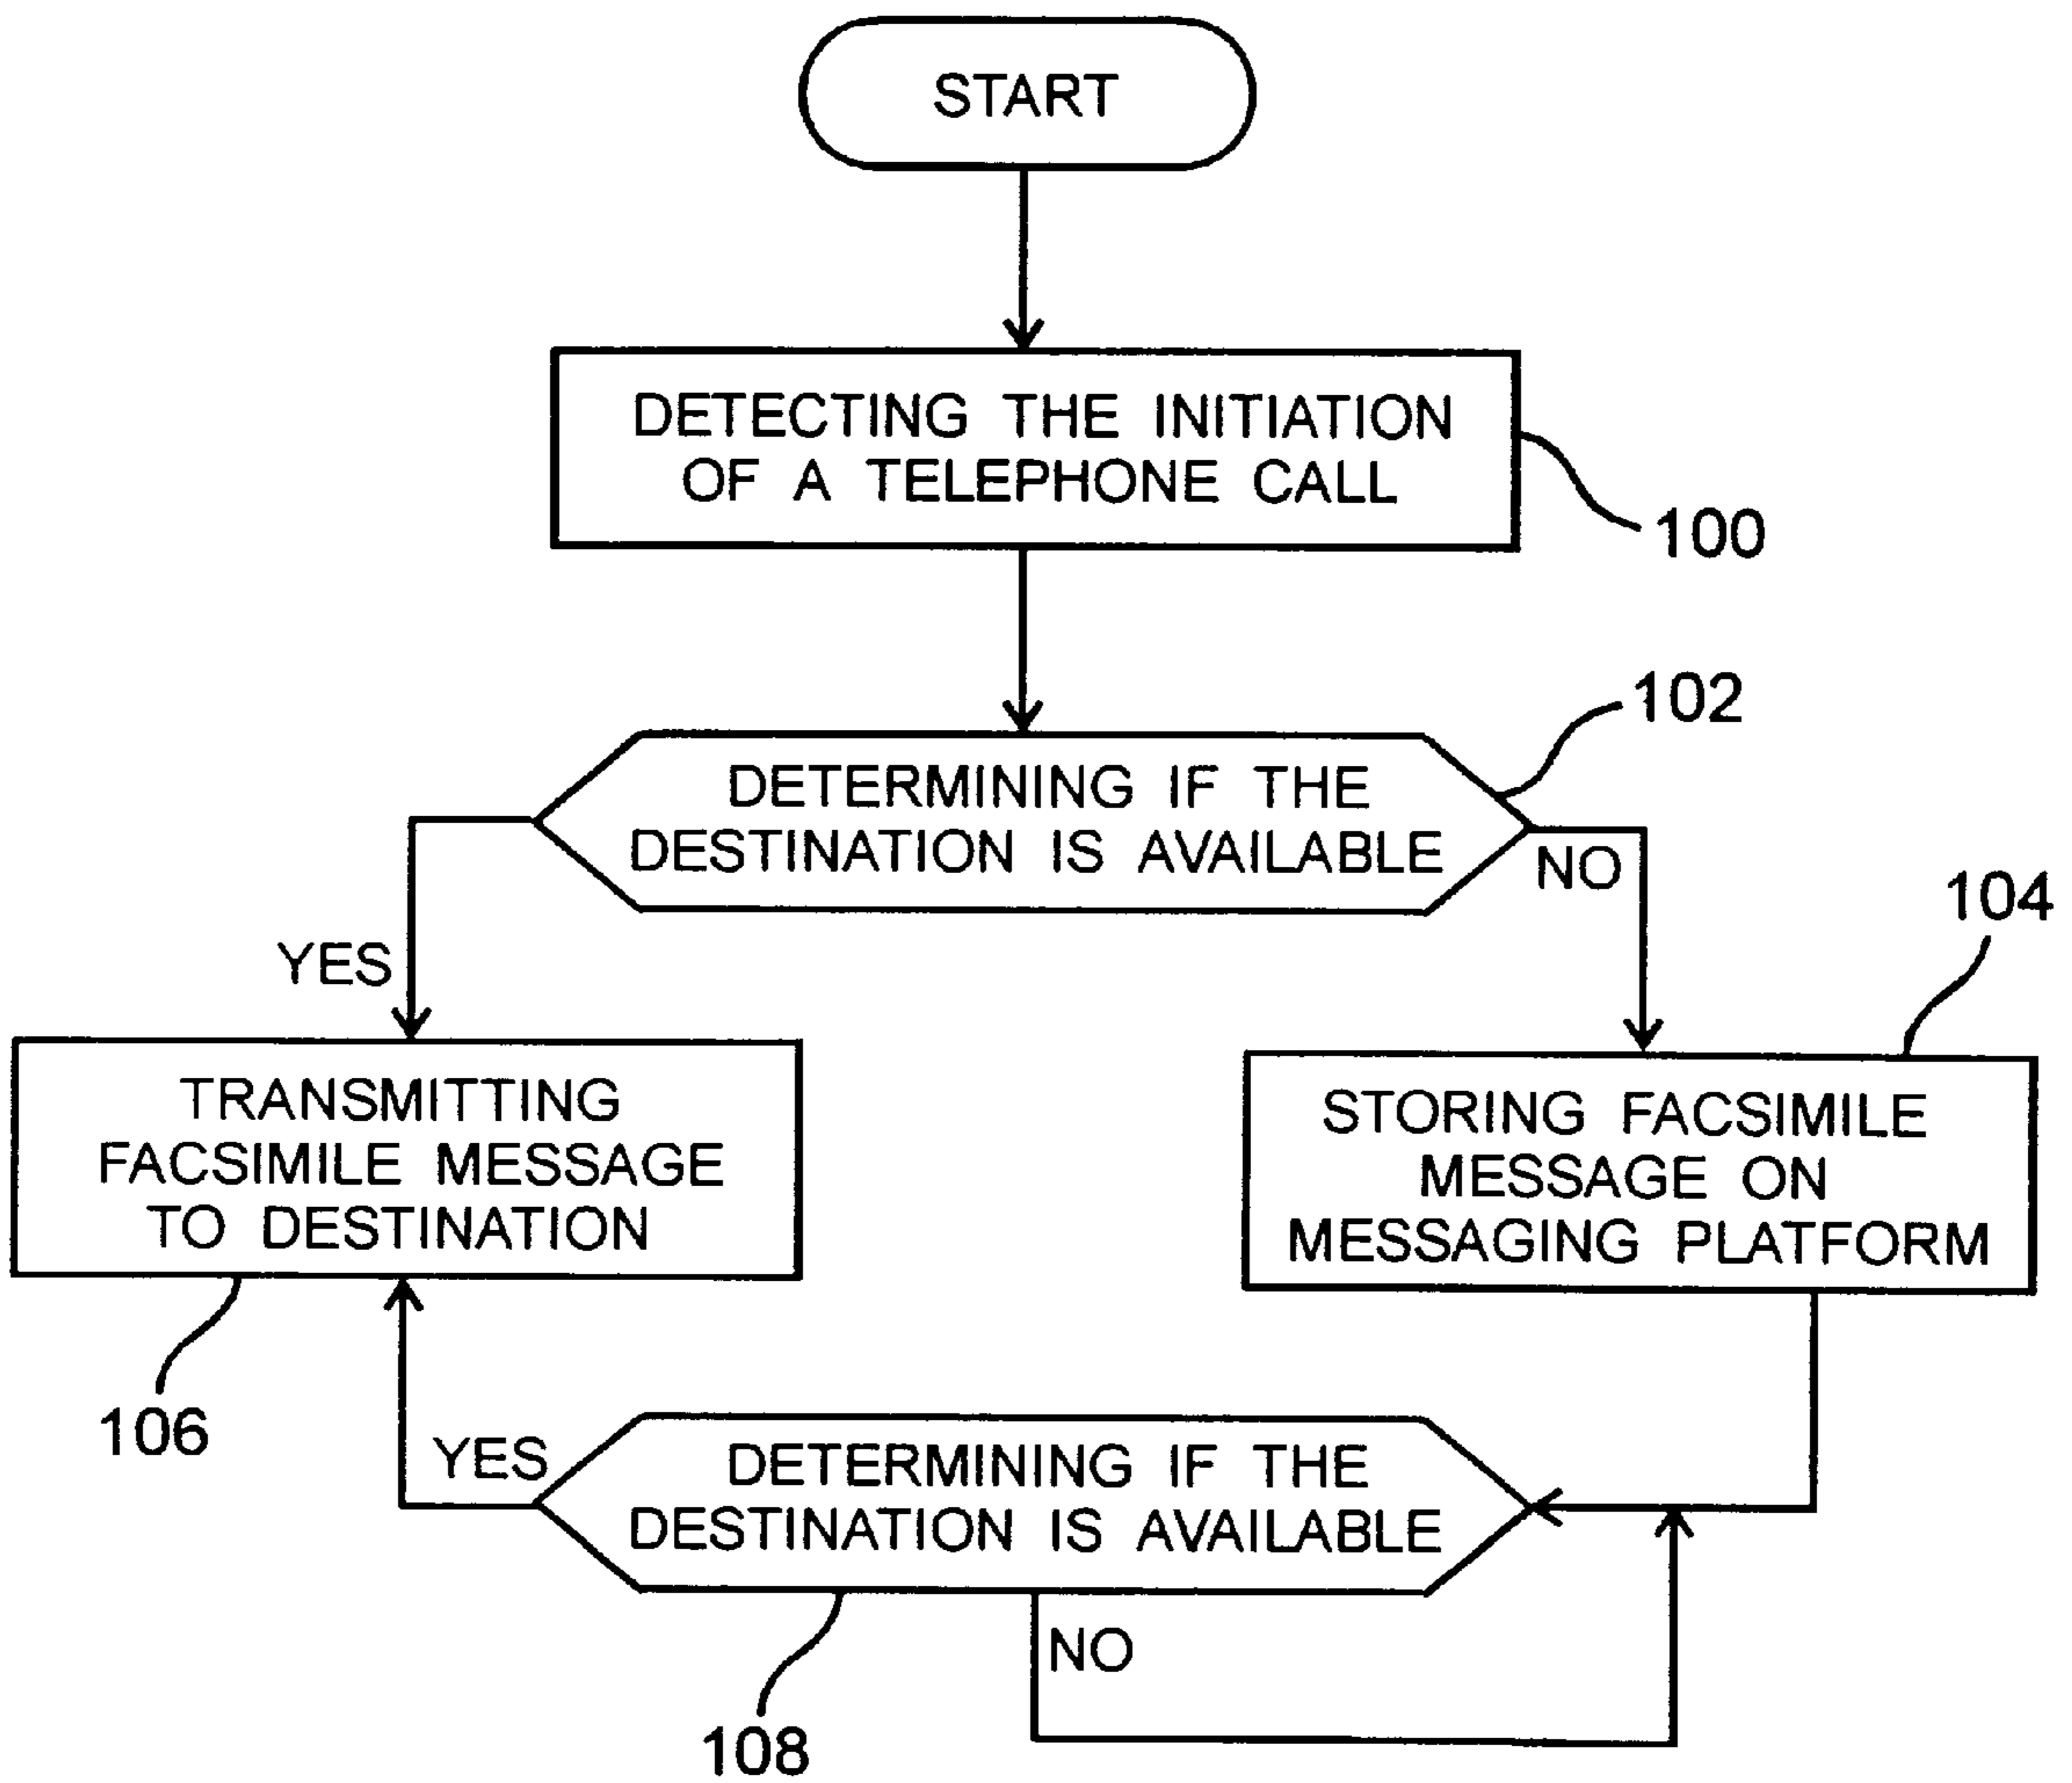 START
DETECTING THE INITIATION
OF A TELEPHONE CALL
100
102
DETERMINING IF THE
DESTINATION IS AVAILABLE
NO
104
YES
TRANSMITTING
FACSIMILE MESSAGE
TO DESTINATION
STORING FACSIMILE
MESSAGE ON
MESSAGING PLATFORM
106
YES
DETERMINING IF THE
DESTINATION IS AVAILABLE
NO
108